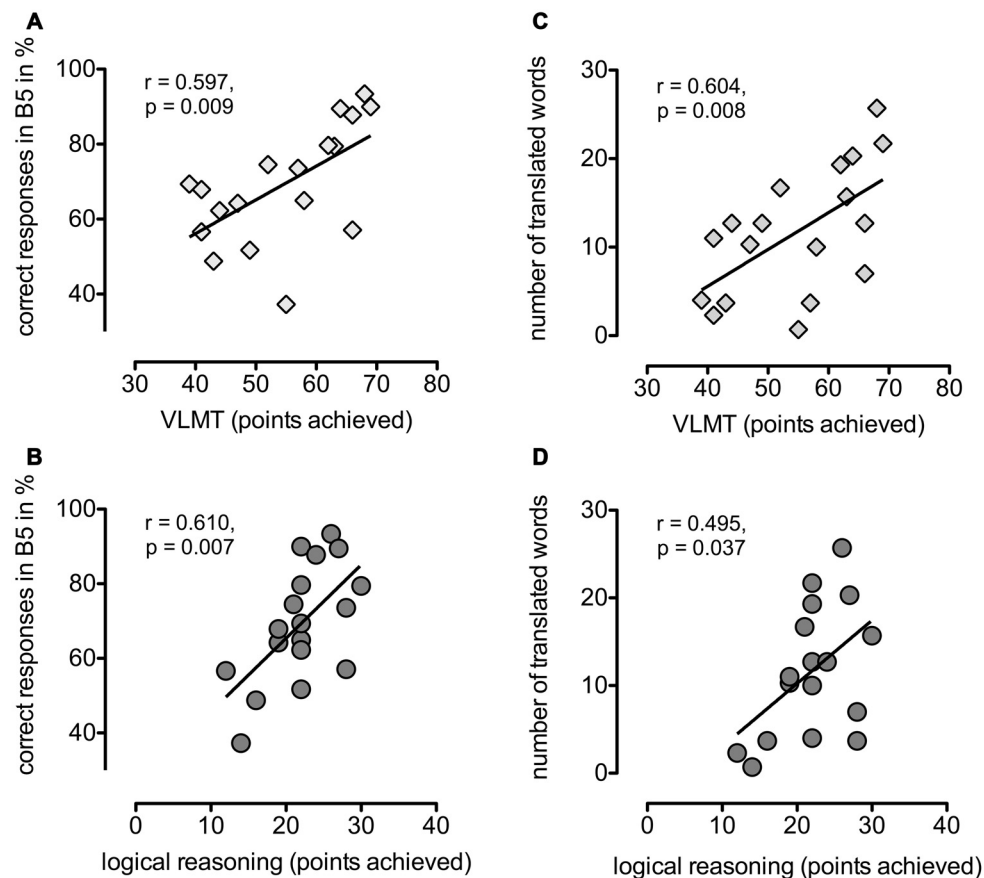 A
correct responses in B5 in %
r = 0.597,
p = 0.009
100
80
60
40
30 40 50 60 70 80
VLMT (points achieved)
C
number of translated words
r = 0.604,
p = 0.008
30
20
10
0
30 40 50 60 70 80
VLMT (points achieved)
B
correct responses in B5 in %
r = 0.610,
p = 0.007
100
80
60
40
0 10 20 30 40
logical reasoning (points achieved)
D
number of translated words
r = 0.495,
p = 0.037
30
20
10
0
0 10 20 30 40
logical reasoning (points achieved)